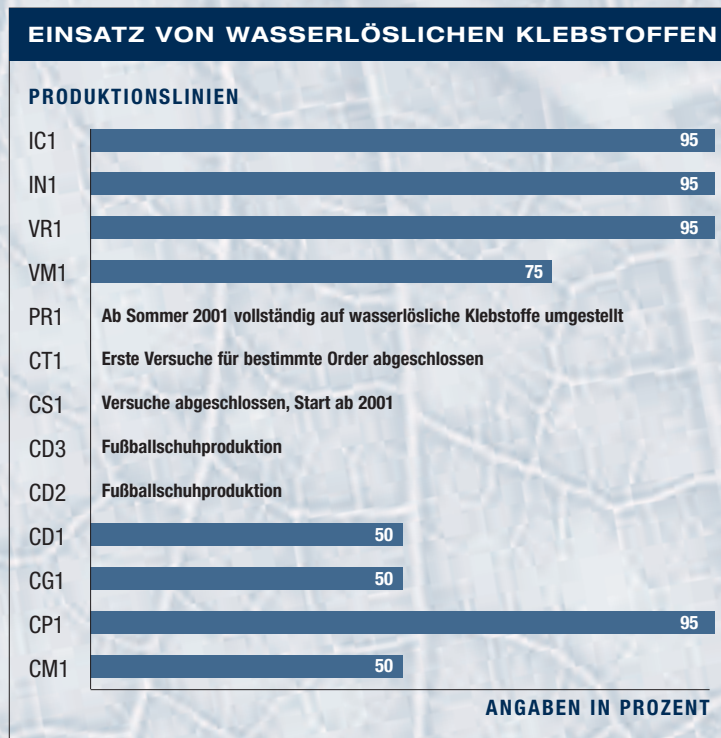 EINSATZ VON WASSERLÖSLICHEN KLEBSTOFFEN
PRODUKTIONSLINIEN
IC1 95
IN1 95
VR1 95
VM1 75
PR1 Ab Sommer 2001 vollständig auf wasserlösliche Klebstoffe umgestellt
CT1 Erste Versuche für bestimmte Order abgeschlossen
CS1 Versuche abgeschlossen, Start ab 2001
CD3 Fußballschuhproduktion
CD2 Fußballschuhproduktion
CD1 50
CG1 50
CP1 95
CM1 50
ANGABEN IN PROZENT